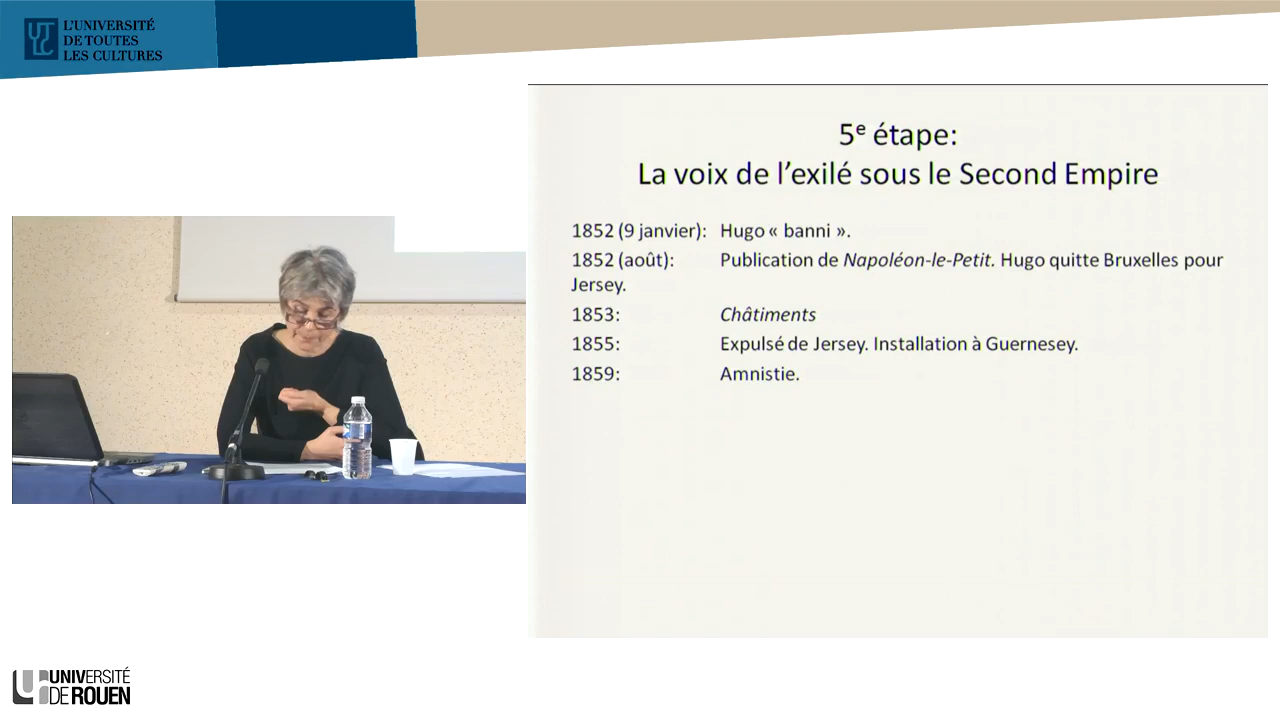 L'UNIVERSITÉ
DE TOUTES
LES CULTURES
5e étape:
La voix de l'exilé sous le Second Empire
1852 (9 janvier): Hugo « banni ».
1852 (août): Publication de Napoléon-le-Petit. Hugo quitte Bruxelles pour
Jersey.
1853: Châtiments
1855: Expulsé de Jersey. Installation à Guernesey.
1859: Amnistie.
UNIVERSITÉ
DE ROUEN